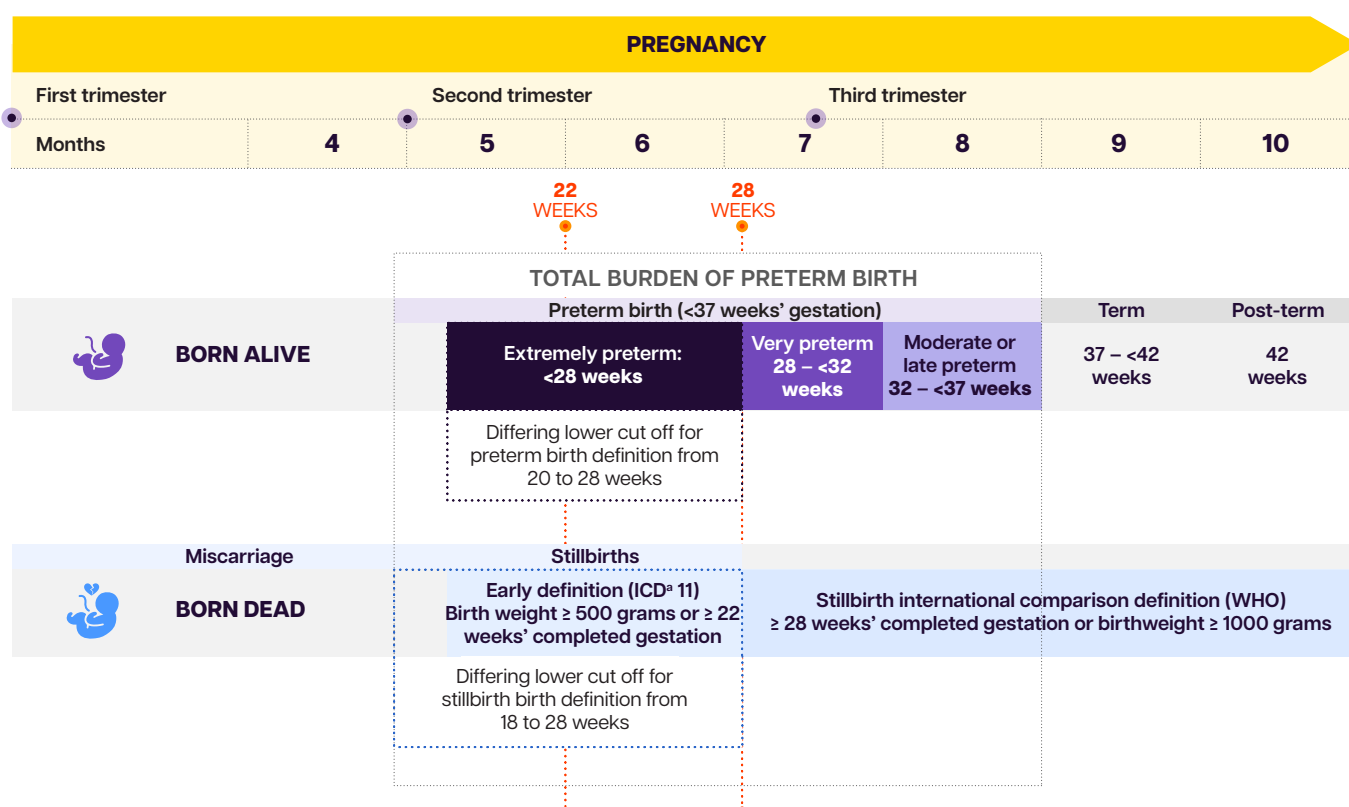 PREGNANCY
First trimester
Second trimester
Third trimester
Months
4
5
6
7
8
9
10
22
WEEKS
28
WEEKS
TOTAL BURDEN OF PRETERM BIRTH
Preterm birth (<37 weeks' gestation)
Term
Post-term
BORN ALIVE
Extremely preterm:
<28 weeks
Very preterm
28 – <32
weeks
Moderate or
late preterm
32 – <37 weeks
37 – <42
weeks
42
weeks
Differing lower cut off for
preterm birth definition from
20 to 28 weeks
Miscarriage
Stillbirths
BORN DEAD
Early definition (ICDᵃ 11)
Birth weight ≥ 500 grams or ≥ 22
weeks' completed gestation
Stillbirth international comparison definition (WHO)
≥ 28 weeks' completed gestation or birthweight ≥ 1000 grams
Differing lower cut off for
stillbirth birth definition from
18 to 28 weeks